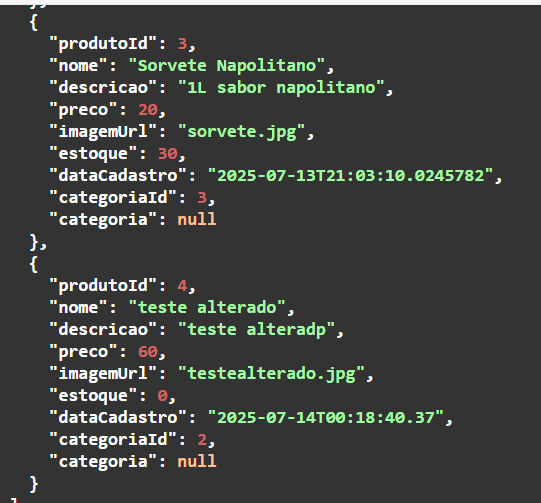 },
{
"produtoId": 3,
"nome": "Sorvete Napolitano",
"descricao": "1L sabor napolitano",
"preco": 20,
"imagemUrl": "sorvete.jpg",
"estoque": 30,
"dataCadastro": "2025-07-13T21:03:10.0245782",
"categoriaId": 3,
"categoria": null
},
{
"produtoId": 4,
"nome": "teste alterado",
"descricao": "teste alteradp",
"preco": 60,
"imagemUrl": "testealterado.jpg",
"estoque": 0,
"dataCadastro": "2025-07-14T00:18:40.37",
"categoriaId": 2,
"categoria": null
}
]